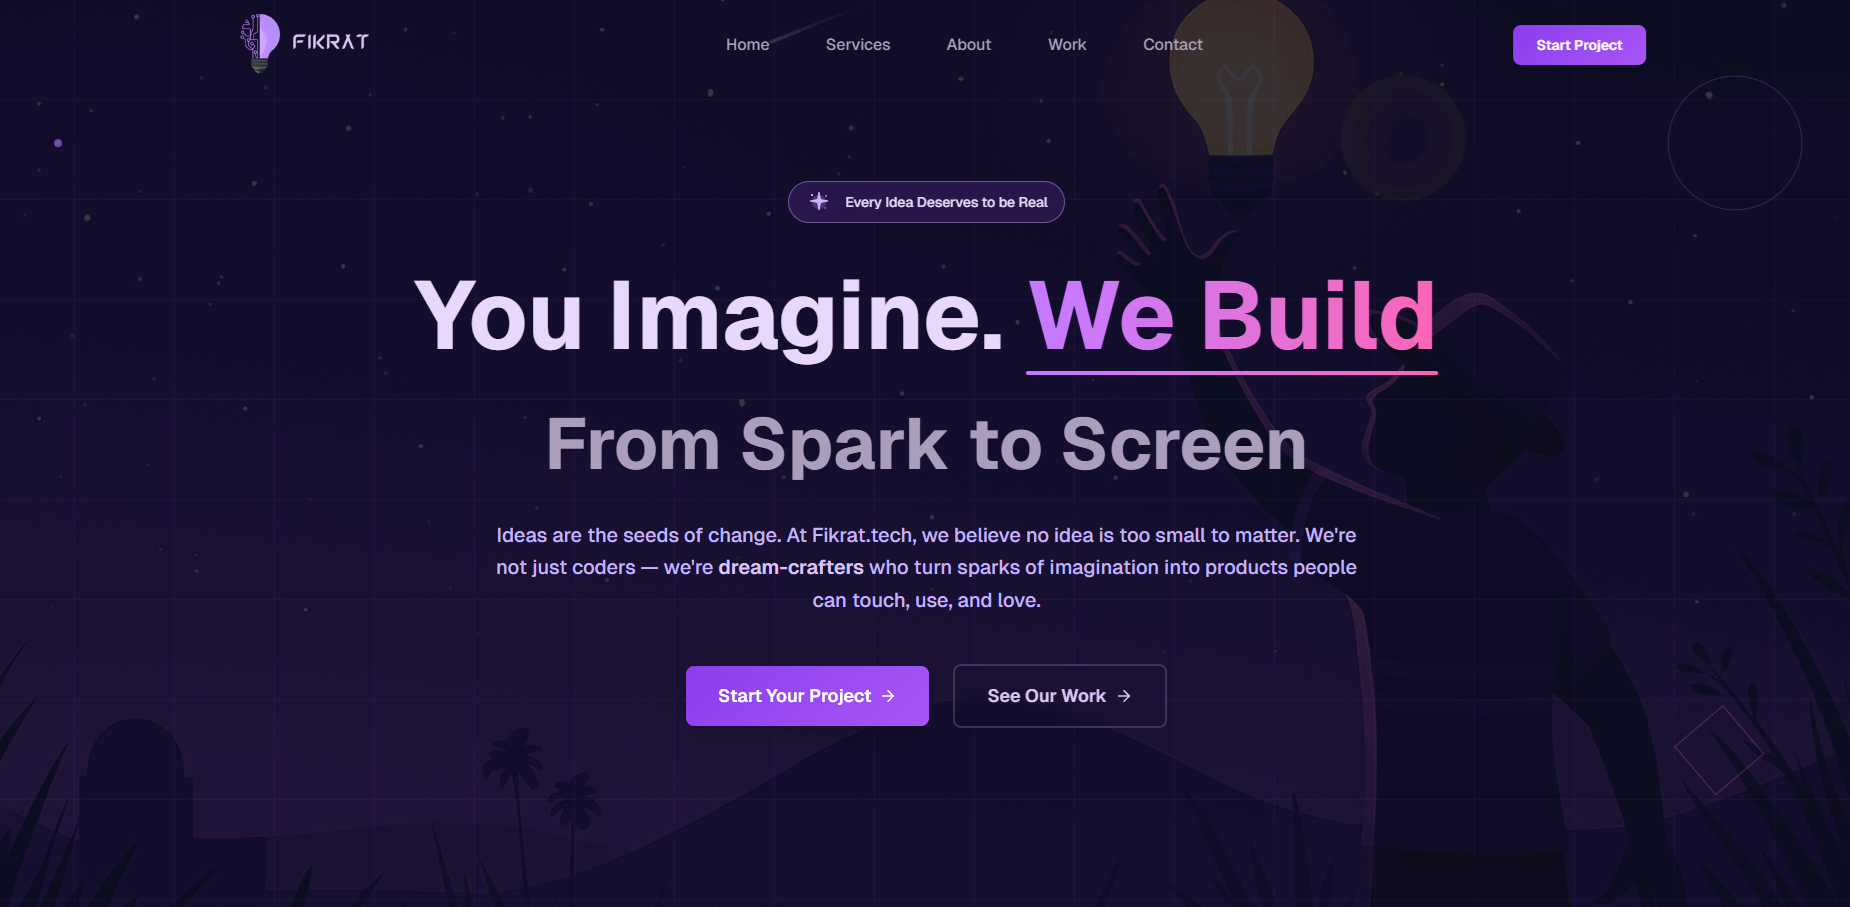 FIKRAT
Home
Services
About
Work
Contact
Start Project
Every Idea Deserves to be Real
You Imagine. We Build
From Spark to Screen
Ideas are the seeds of change. At Fikrat.tech, we believe no idea is too small to matter. We're
not just coders — we're dream-crafters who turn sparks of imagination into products people
can touch, use, and love.
Start Your Project →
See Our Work →